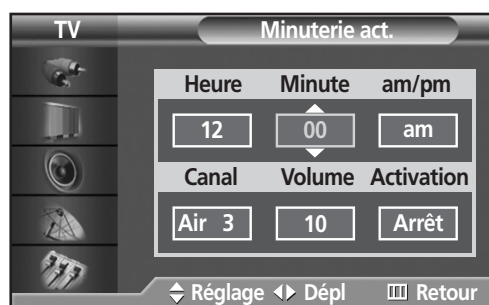 TV Minuterie act.
Heure Minute am/pm
12 00 am
Canal Volume Activation
Air 3 10 Arrêt
Réglage Dépl Retour